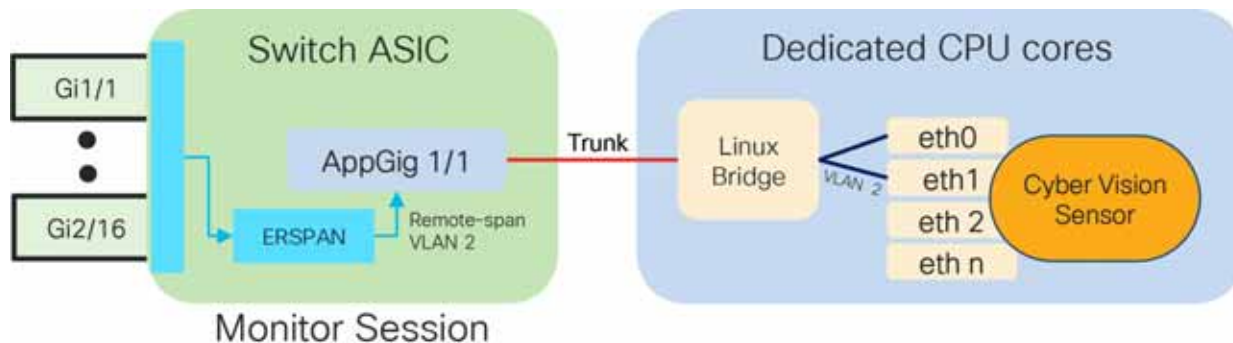 Switch ASIC
Gi1/1
Gi2/16
AppGig 1/1
ERSPAN
Remote-span
VLAN 2
Monitor Session
Trunk
Dedicated CPU cores
Linux
Bridge
VLAN 2
eth0
eth1
eth 2
eth n
Cyber Vision
Sensor